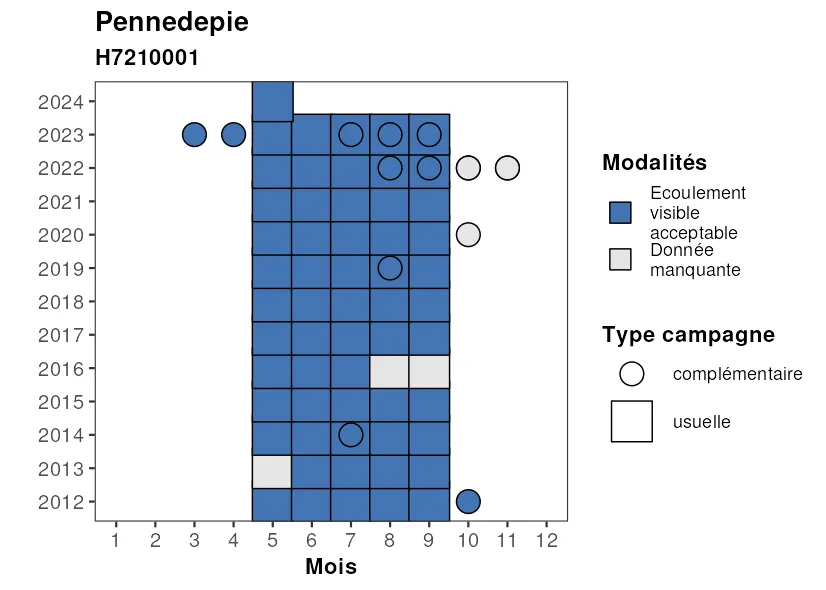 Pennedepie
H7210001
2024
2023
2022
2021
2020
2019
2018
2017
2016
2015
2014
2013
2012
1 2 3 4 5 6 7 8 9 10 11 12
Mois
Modalités
Ecoulement
visible
acceptable
Donnée
manquante
Type campagne
complémentaire
usuelle